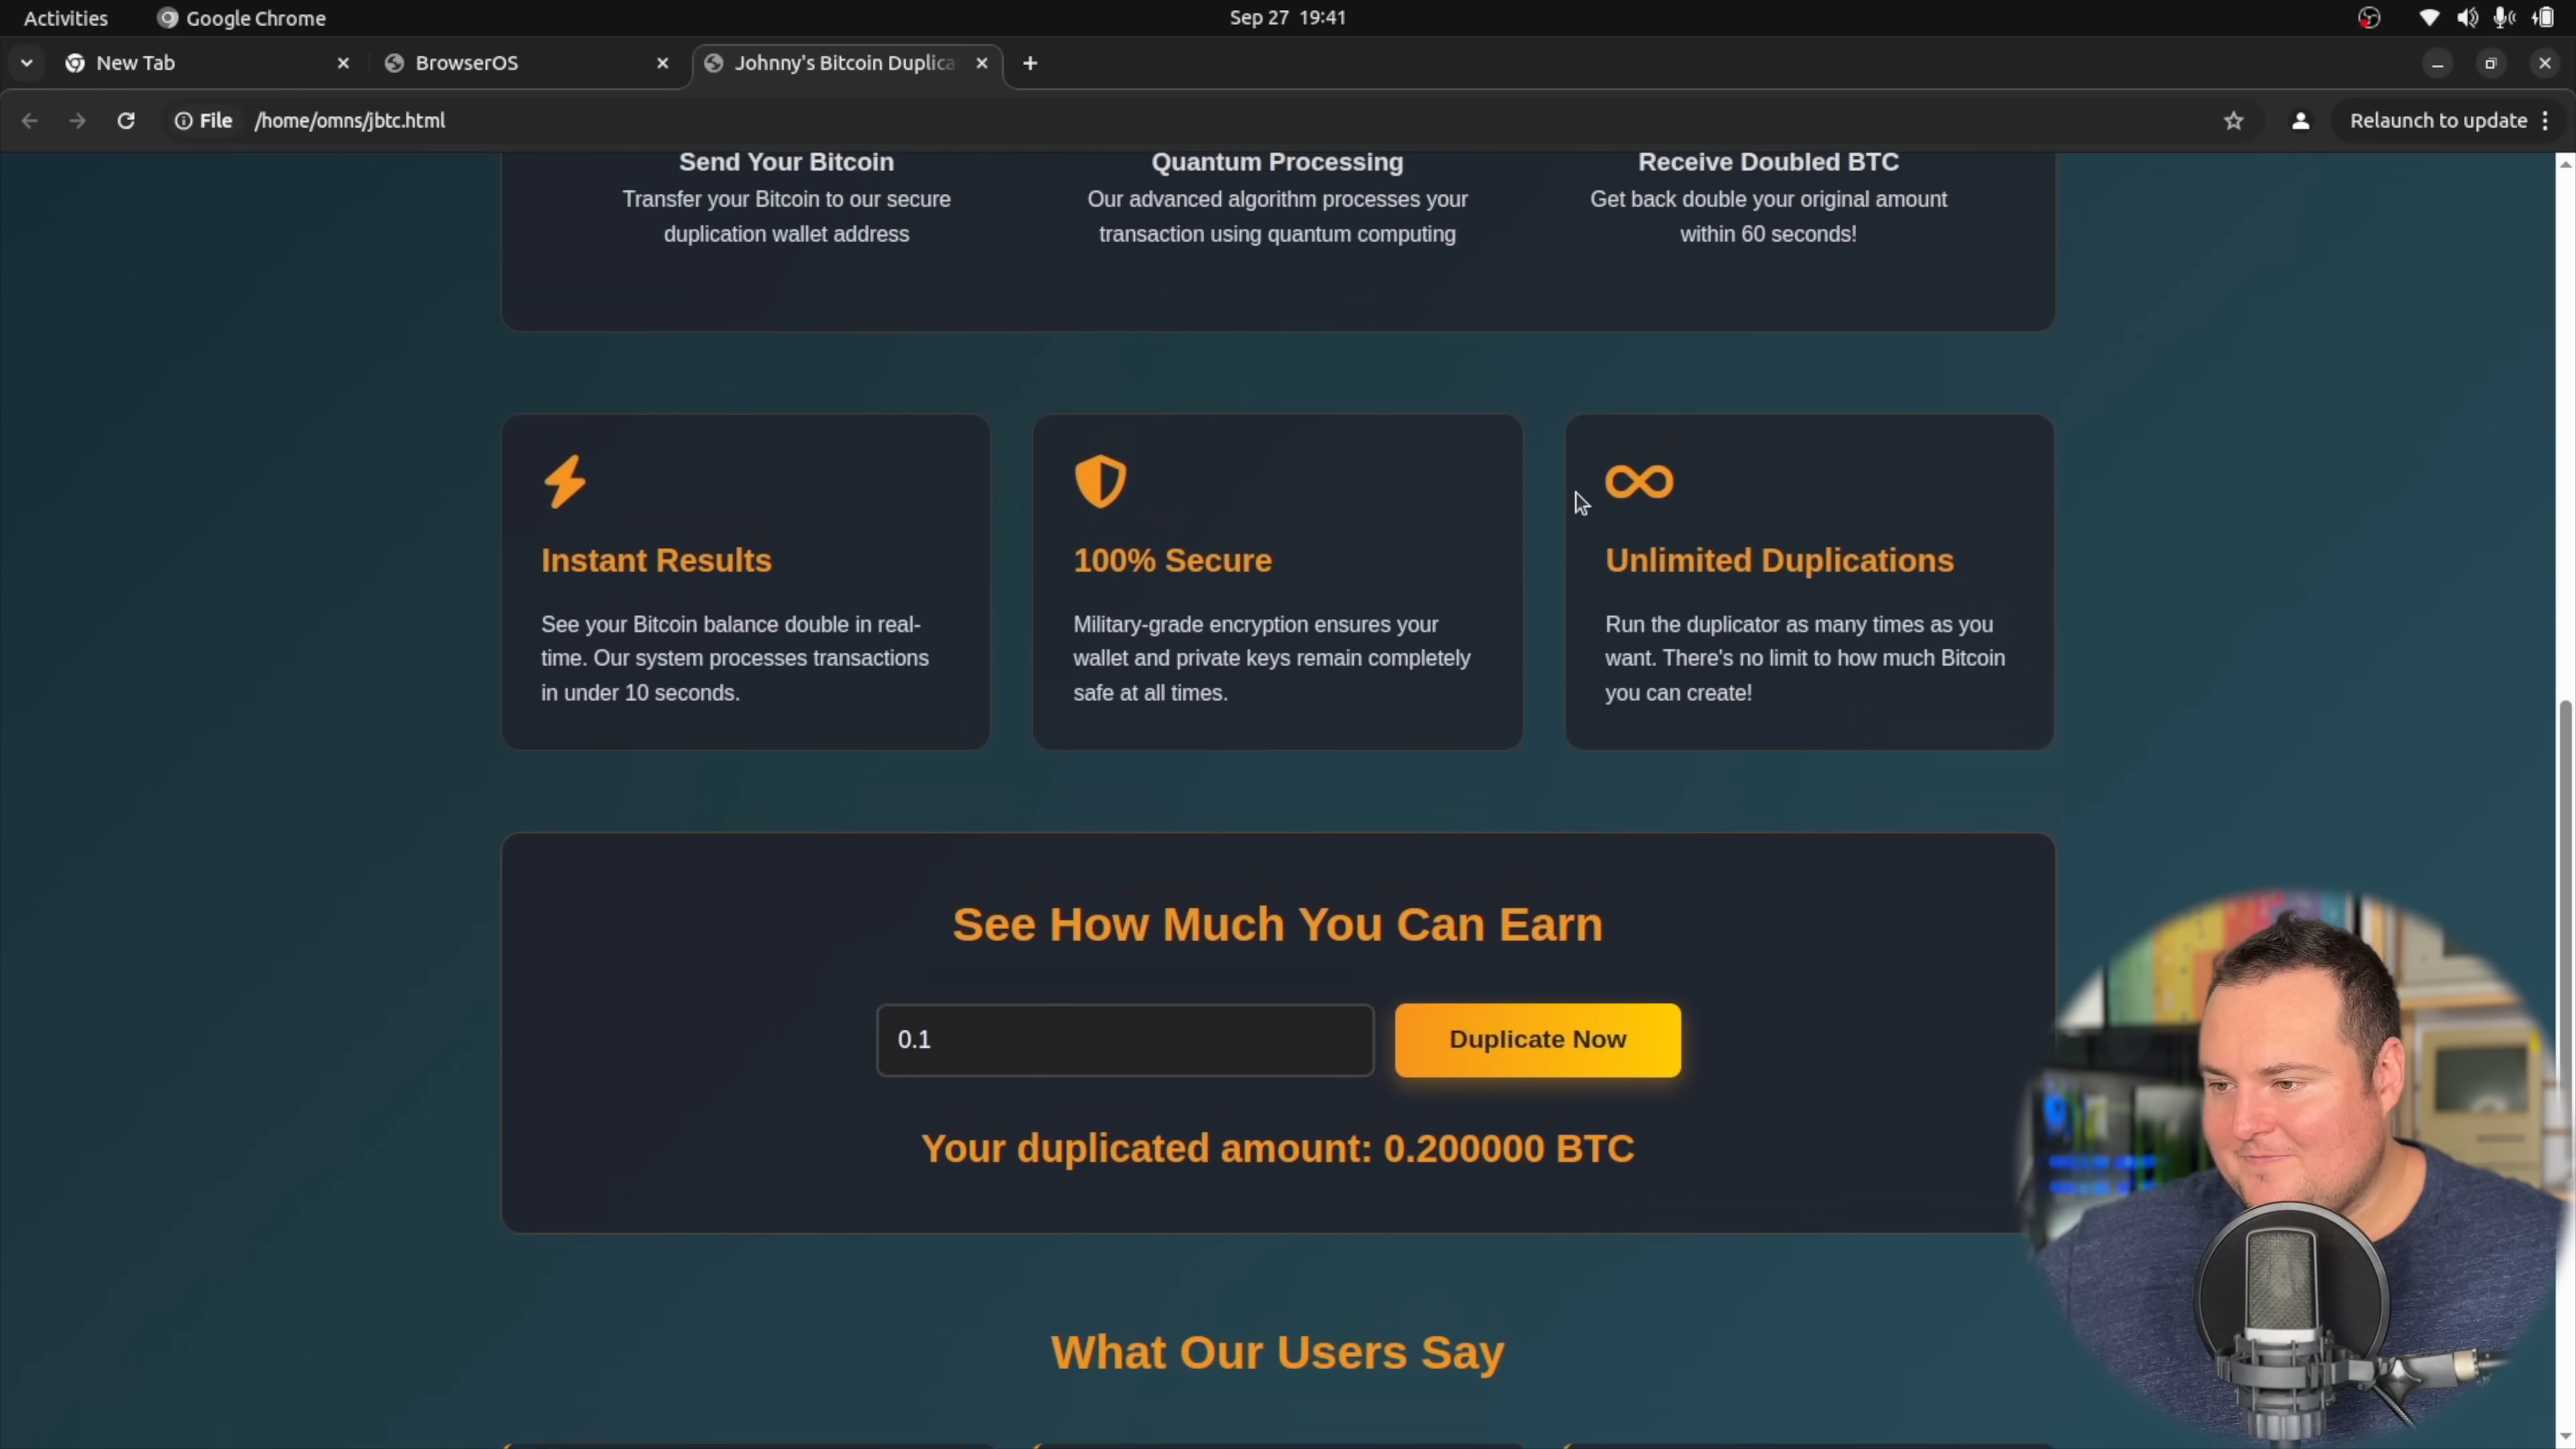 Activities
Google Chrome
Sep 27 19:41
New Tab
BrowserOS
Johnny's Bitcoin Duplica
File
/home/omns/jbtc.html
Relaunch to update
Send Your Bitcoin
Transfer your Bitcoin to our secure
duplication wallet address
Quantum Processing
Our advanced algorithm processes your
transaction using quantum computing
Receive Doubled BTC
Get back double your original amount
within 60 seconds!
Instant Results
See your Bitcoin balance double in real-
time. Our system processes transactions
in under 10 seconds.
100% Secure
Military-grade encryption ensures your
wallet and private keys remain completely
safe at all times.
Unlimited Duplications
Run the duplicator as many times as you
want. There's no limit to how much Bitcoin
you can create!
See How Much You Can Earn
0.1
Duplicate Now
Your duplicated amount: 0.200000 BTC
What Our Users Say